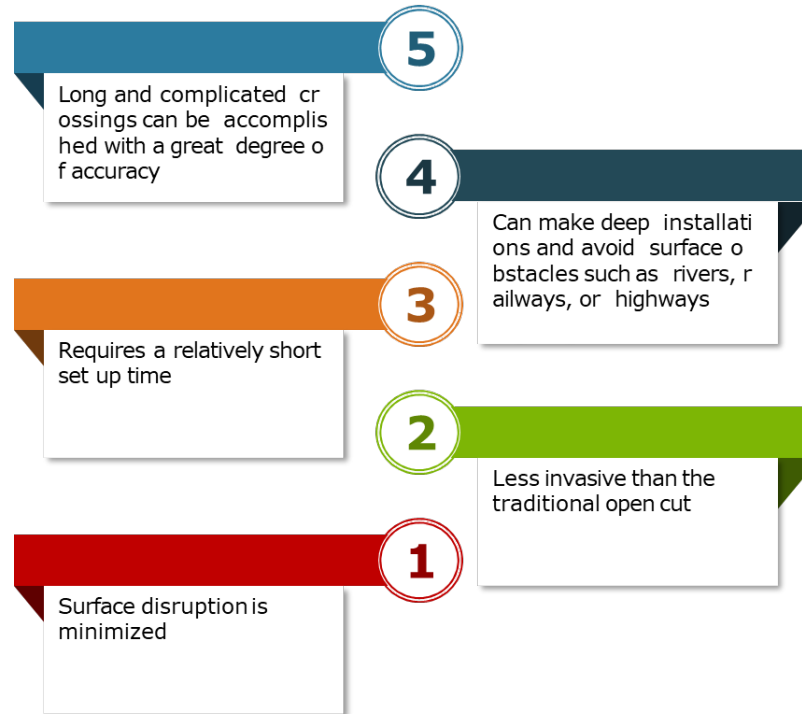 5
Long and complicated cr
ossings can be accomplis
hed with a great degree o
f accuracy
4
Can make deep installati
ons and avoid surface o
bstacles such as rivers, r
ailways, or highways
3
Requires a relatively short
set up time
2
Less invasive than the
traditional open cut
1
Surface disruption is
minimized